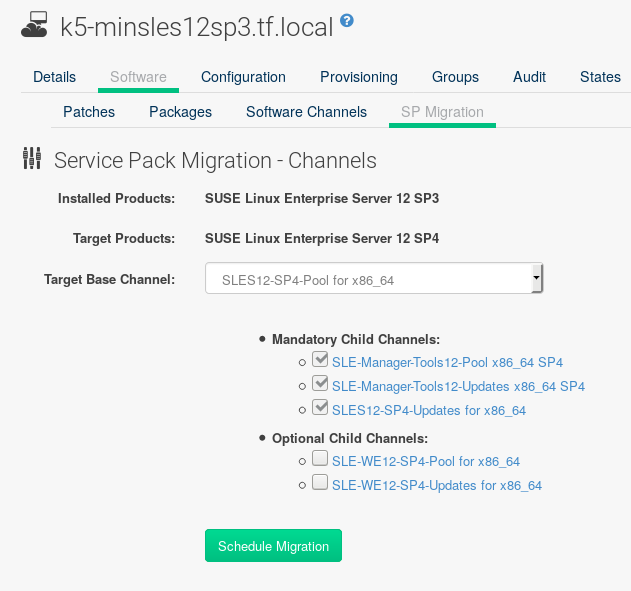 k5-minsles12sp3.tf.local ?
Details Software Configuration Provisioning Groups Audit States
Patches Packages Software Channels SP Migration
Service Pack Migration - Channels
Installed Products: SUSE Linux Enterprise Server 12 SP3
Target Products: SUSE Linux Enterprise Server 12 SP4
Target Base Channel: SLES12-SP4-Pool for x86_64
Mandatory Child Channels:
SLE-Manager-Tools12-Pool x86_64 SP4
SLE-Manager-Tools12-Updates x86_64 SP4
SLES12-SP4-Updates for x86_64
Optional Child Channels:
SLE-WE12-SP4-Pool for x86_64
SLE-WE12-SP4-Updates for x86_64
Schedule Migration